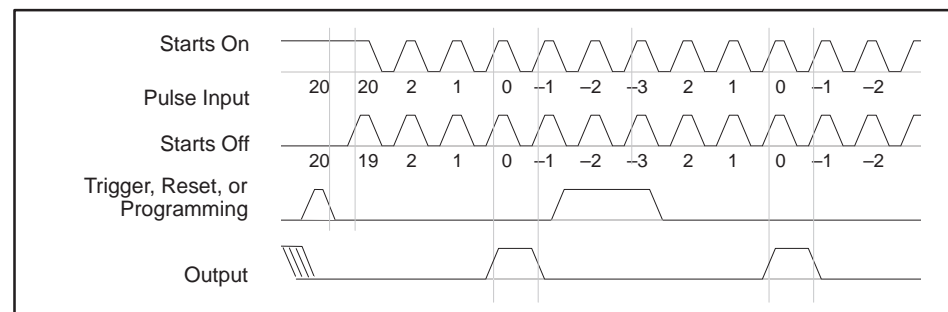 Starts On
20 20 2 1 0 –1 –2 –3 2 1 0 –1 –2
Pulse Input
Starts Off
20 19 2 1 0 –1 –2 –3 2 1 0 –1 –2
Trigger, Reset, or
Programming
Output